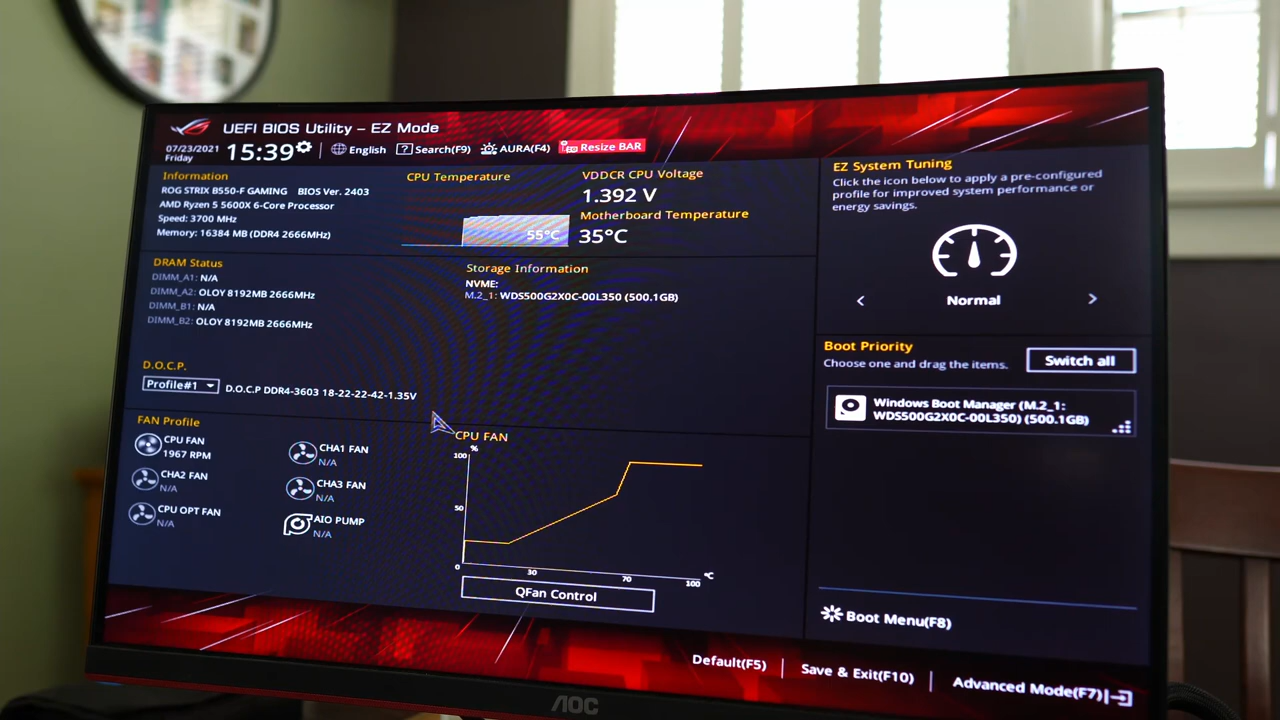 UEFI BIOS Utility – EZ Mode
07/23/2021
Friday
15:39
English
Search(F9)
AURA(F4)
Resize BAR
Information
ROG STRIX B550-F GAMING BIOS Ver. 2403
AMD Ryzen 5 5600X 6-Core Processor
Speed: 3700 MHz
Memory: 16384 MB (DDR4 2666MHz)
CPU Temperature
55°C
VDDCR CPU Voltage
1.392 V
Motherboard Temperature
35°C
EZ System Tuning
Click the icon below to apply a pre-configured
profile for improved system performance or
energy savings.
Normal
DRAM Status
DIMM_A1: N/A
DIMM_A2: OLOY 8192MB 2666MHz
DIMM_B1: N/A
DIMM_B2: OLOY 8192MB 2666MHz
Storage Information
NVME:
M.2_1: WDS500G2X0C-00L350 (500.1GB)
D.O.C.P.
Profile#1
D.O.C.P DDR4-3603 18-22-22-42-1.35V
Boot Priority
Choose one and drag the items.
Switch all
Windows Boot Manager (M.2_1:
WDS500G2X0C-00L350) (500.1GB)
FAN Profile
CPU FAN
1967 RPM
CHA1 FAN
N/A
CHA2 FAN
N/A
CHA3 FAN
N/A
CPU OPT FAN
N/A
AIO PUMP
N/A
CPU FAN
%
100
50
0
30
70
100
°C
QFan Control
Boot Menu(F8)
Default(F5)
Save & Exit(F10)
Advanced Mode(F7)
AOC